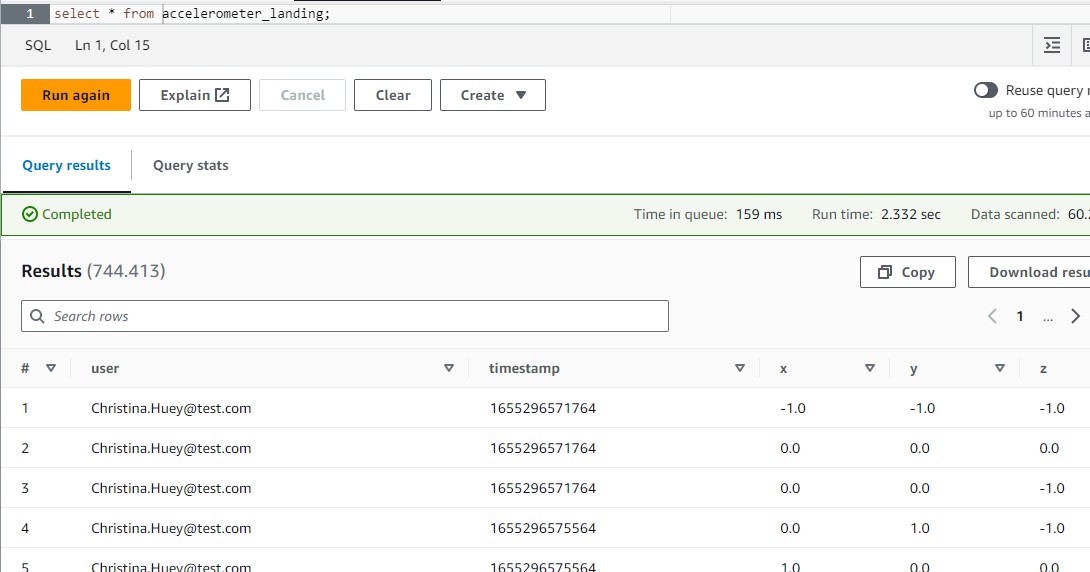 1 select * from accelerometer_landing;
SQL Ln 1, Col 15
Run again Explain Cancel Clear Create Reuse query
up to 60 minutes
Query results Query stats
Completed Time in queue: 159 ms Run time: 2.332 sec Data scanned: 60.
Results (744.413) Copy Download resu
Search rows 1 ...
# user timestamp x y z
1 Christina.Huey@test.com 1655296571764 -1.0 -1.0 -1.0
2 Christina.Huey@test.com 1655296571764 0.0 0.0 0.0
3 Christina.Huey@test.com 1655296571764 0.0 0.0 -1.0
4 Christina.Huey@test.com 1655296575564 0.0 1.0 -1.0
5 Christina.Huey@test.com 1655296575564 1.0 0.0 0.0